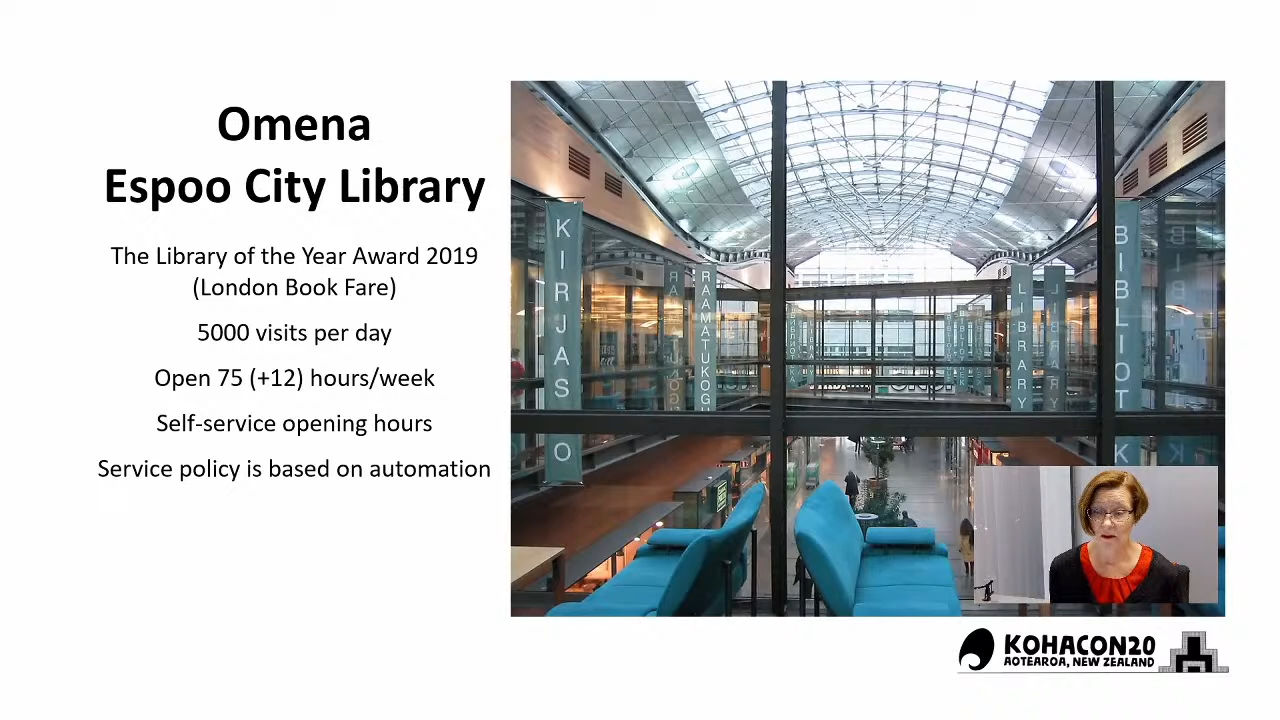 Omena
Espoo City Library
The Library of the Year Award 2019
(London Book Fare)
5000 visits per day
Open 75 (+12) hours/week
Self-service opening hours
Service policy is based on automation
KIRJASTO
RAAMATUKOGU
LIBRARY
BIBLIOTEK
KOHACON20
AOTEAROA, NEW ZEALAND